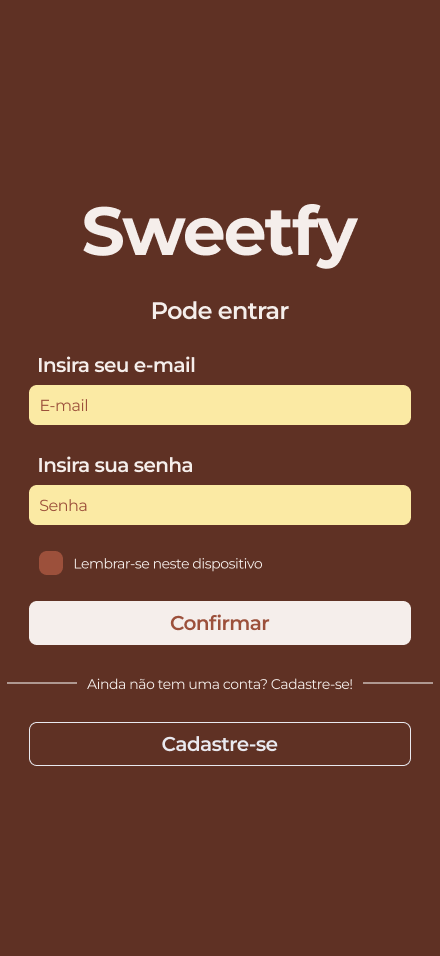 Sweetfy
Pode entrar
Insira seu e-mail
E-mail
Insira sua senha
Senha
Lembrar-se neste dispositivo
Confirmar
Ainda não tem uma conta? Cadastre-se!
Cadastre-se